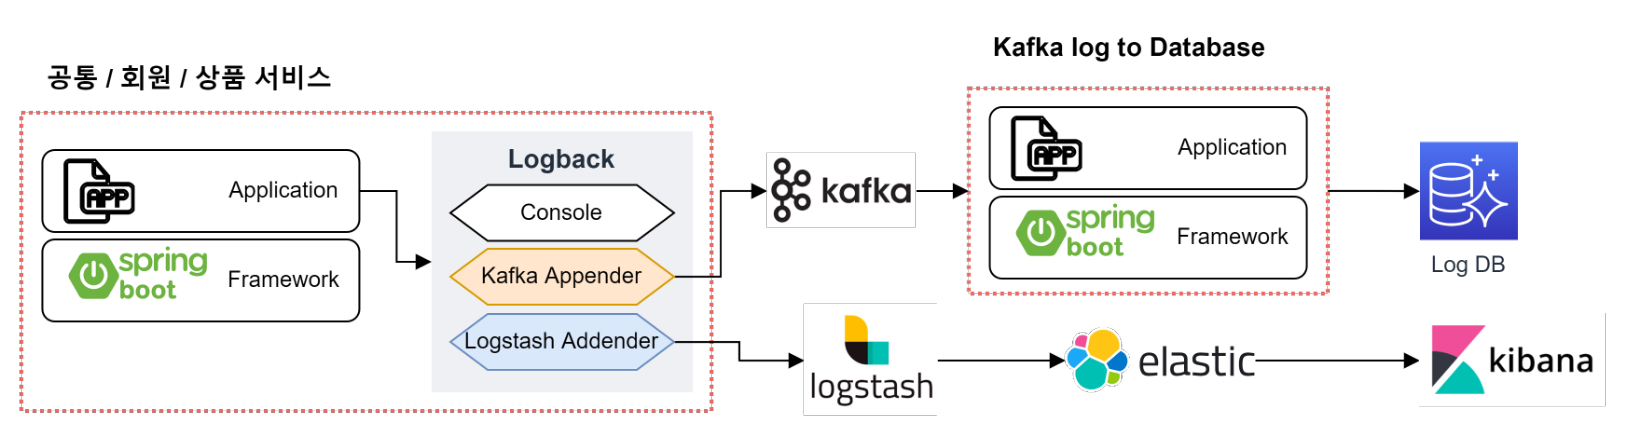 Kafka log to Database
공통 / 회원 / 상품 서비스
APP
Application
spring
boot
Framework
Logback
Console
Kafka Appender
Logstash Addender
kafka
APP
Application
spring
boot
Framework
Log DB
logstash
elastic
kibana